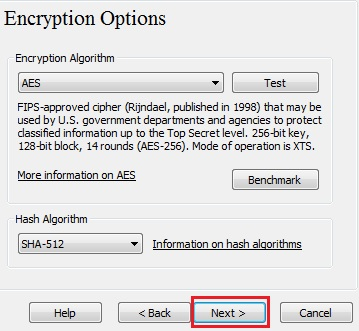 Encryption Options
Encryption Algorithm
AES
Test
FIPS-approved cipher (Rijndael, published in 1998) that may be
used by U.S. government departments and agencies to protect
classified information up to the Top Secret level. 256-bit key,
128-bit block, 14 rounds (AES-256). Mode of operation is XTS.
More information on AES
Benchmark
Hash Algorithm
SHA-512
Information on hash algorithms
Help
< Back
Next >
Cancel